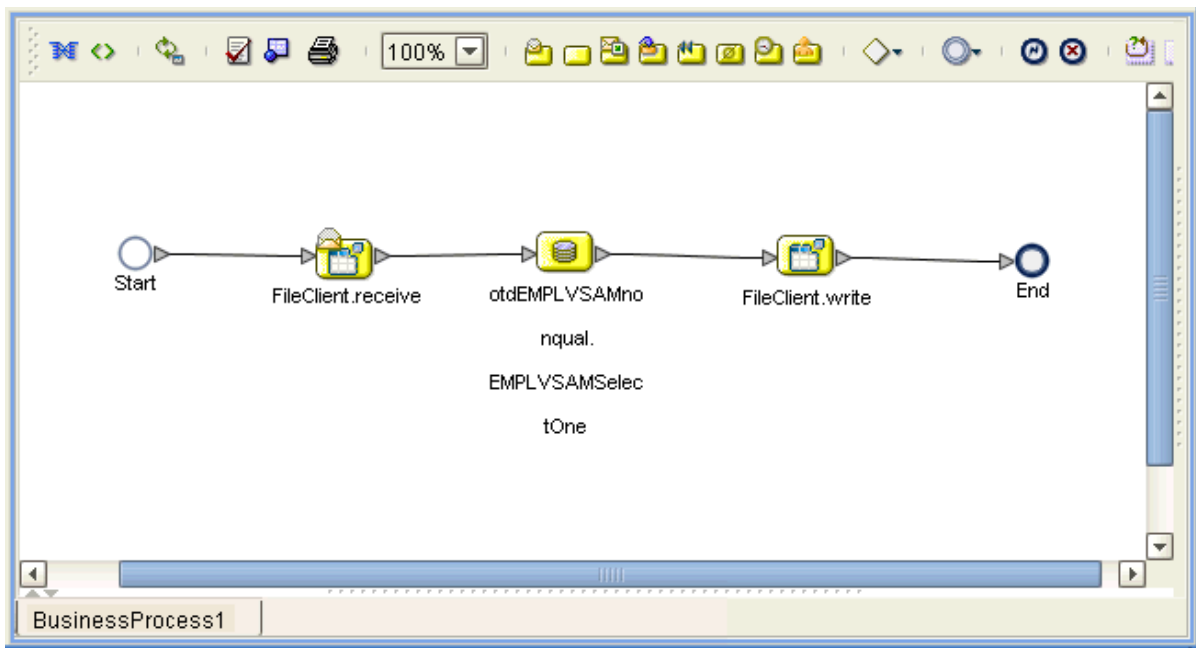 100%
Start
FileClient.receive
otdEMPLVSAMno
nqual.
EMPLVSAMSelec
tOne
FileClient.write
End
BusinessProcess1